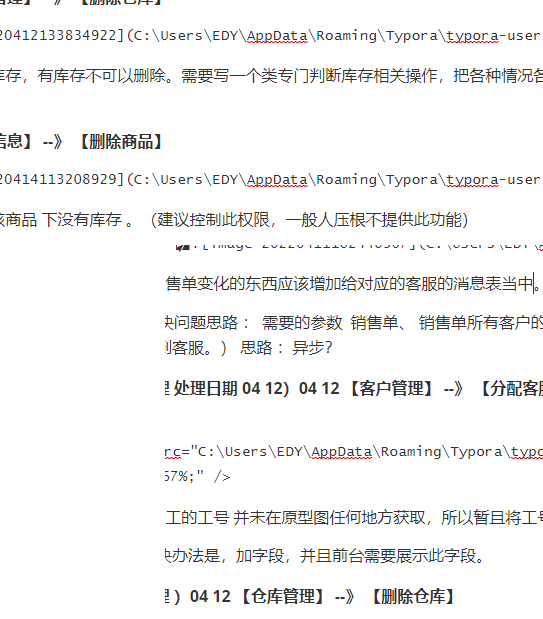 【删除仓库】
20412133834922](C:\Users\EDY\AppData\Roaming\Typora\typora-user
库存，有库存不可以删除。需要写一个类专门判断库存相关操作，把各种情况各
信息】 --》 【删除商品】
20414113208929](C:\Users\EDY\AppData\Roaming\Typora\typora-user
该商品 下没有库存 。（建议控制此权限，一般人压根不提供此功能）
售单变化的东西应该增加给对应的客服的消息表当中。
决问题思路 ： 需要的参数 销售单、 销售单所有客户的
到客服。） 思路 ：异步？
理 处理日期 04 12）04 12 【客户管理】 --》 【分配客服
rc="C:\Users\EDY\AppData\Roaming\Typora\typo
67%;" />
工的工号 并未在原型图任何地方获取，所以暂且将工号
决办法是，加字段，并且前台需要展示此字段。
理 ）04 12 【仓库管理】 --》 【删除仓库】